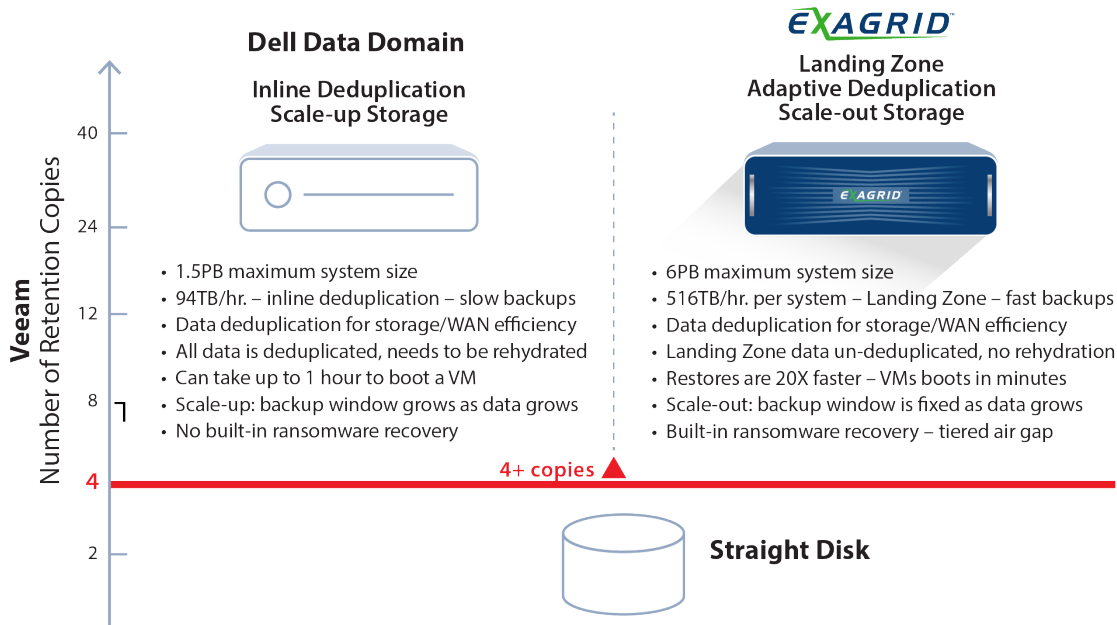 Dell Data Domain
Inline Deduplication
Scale-up Storage
EXAGRID™
Landing Zone
Adaptive Deduplication
Scale-out Storage
EXAGRID
Veeam
Number of Retention Copies
40
24
12
8
4
2
• 1.5PB maximum system size
• 94TB/hr. – inline deduplication – slow backups
• Data deduplication for storage/WAN efficiency
• All data is deduplicated, needs to be rehydrated
• Can take up to 1 hour to boot a VM
• Scale-up: backup window grows as data grows
• No built-in ransomware recovery
• 6PB maximum system size
• 516TB/hr. per system – Landing Zone – fast backups
• Data deduplication for storage/WAN efficiency
• Landing Zone data un-deduplicated, no rehydration
• Restores are 20X faster – VMs boots in minutes
• Scale-out: backup window is fixed as data grows
• Built-in ransomware recovery – tiered air gap
4+ copies
Straight Disk